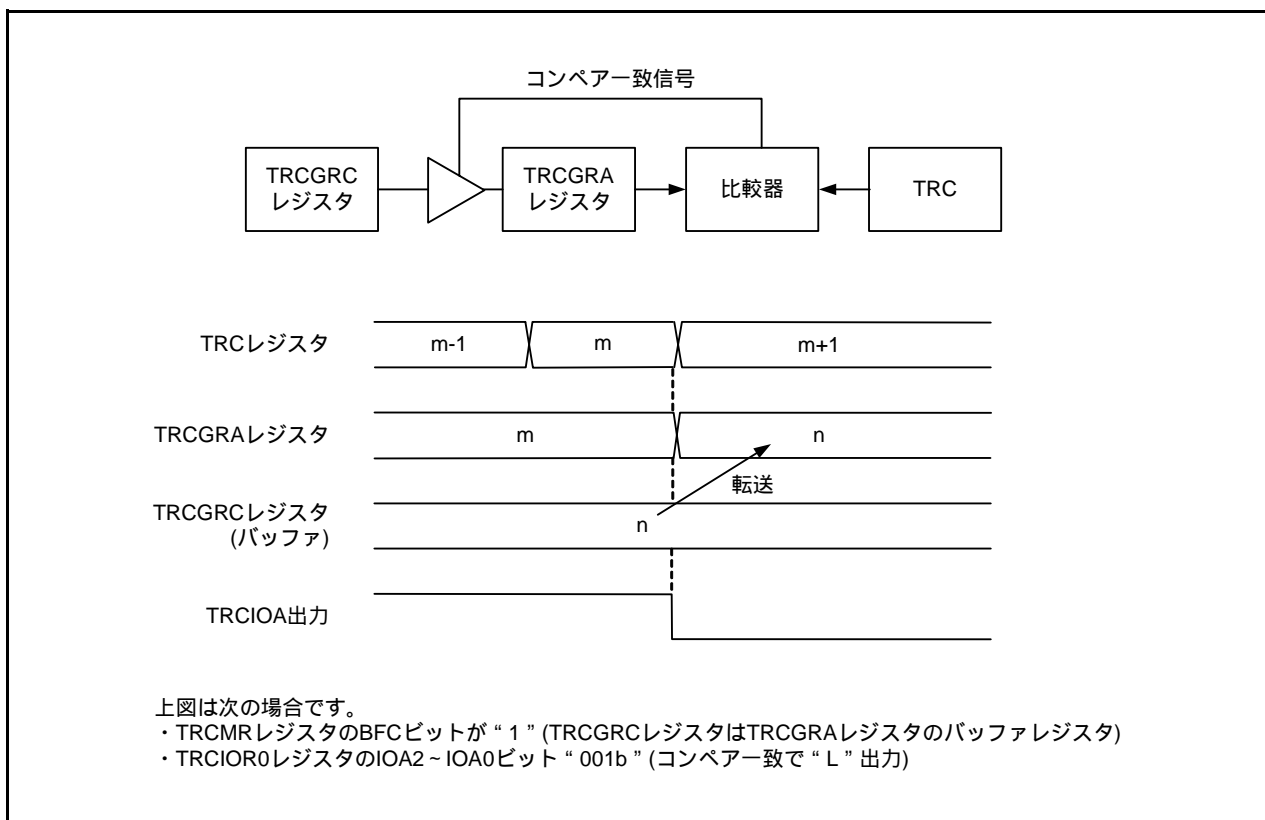 コンペア一致信号
TRCGRC
レジスタ
TRCGRA
レジスタ
比較器
TRC
TRCレジスタ
m-1
m
m+1
TRCGRAレジスタ
m
n
転送
TRCGRCレジスタ
(バッファ)
n
TRCIOA出力
上図は次の場合です。
・TRCMRレジスタのBFCビットが“1”(TRCGRCレジスタはTRCGRAレジスタのバッファレジスタ)
・TRCIOR0レジスタのIOA2~IOA0ビット“001b”(コンペア一致で“L”出力)